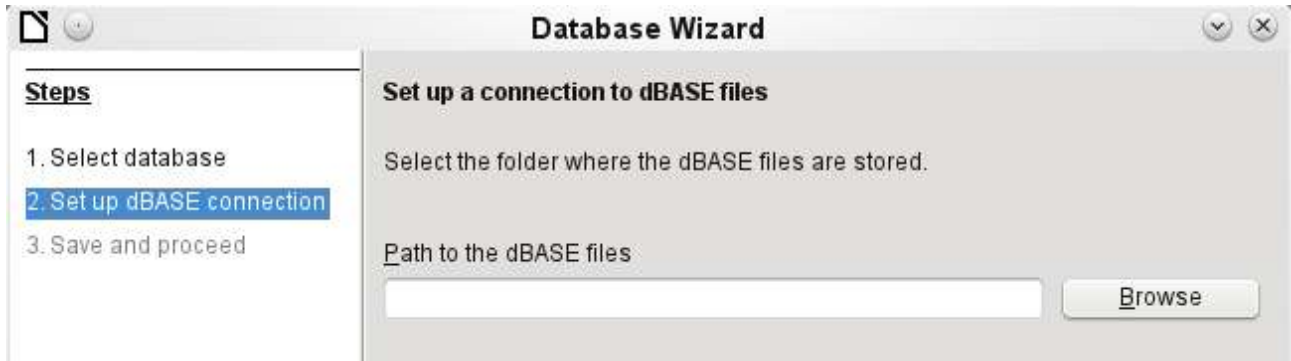 Database Wizard
Steps
1. Select database
2. Set up dBASE connection
3. Save and proceed
Set up a connection to dBASE files
Select the folder where the dBASE files are stored.
Path to the dBASE files
Browse